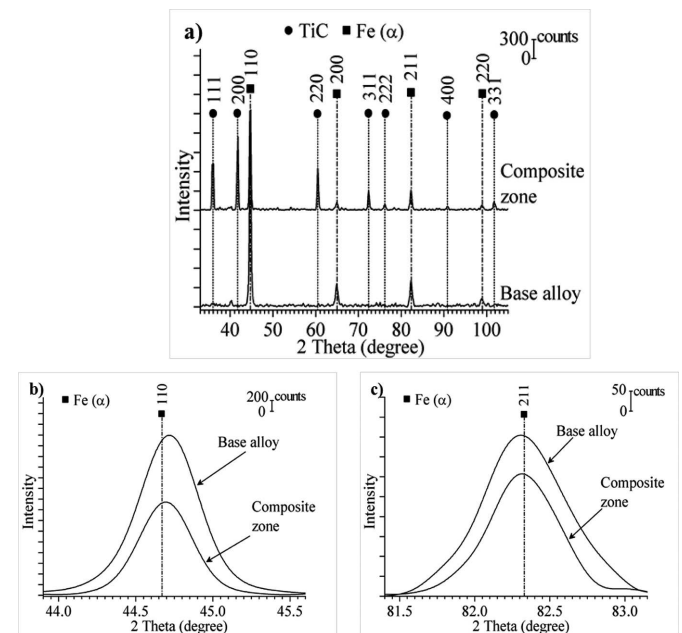 a)
● TiC ■ Fe (α)
300 counts
0
111
200
110
220
200
311
222
211
400
220
331
Intensity
Composite
zone
Base alloy
40 50 60 70 80 90 100
2 Theta (degree)
b)
■ Fe (α)
110
200 counts
0
Base alloy
Composite
zone
Intensity
44.0 44.5 45.0 45.5
2 Theta (degree)
c)
■ Fe (α)
211
50 counts
0
Base alloy
Composite
zone
Intensity
81.5 82.0 82.5 83.0
2 Theta (degree)